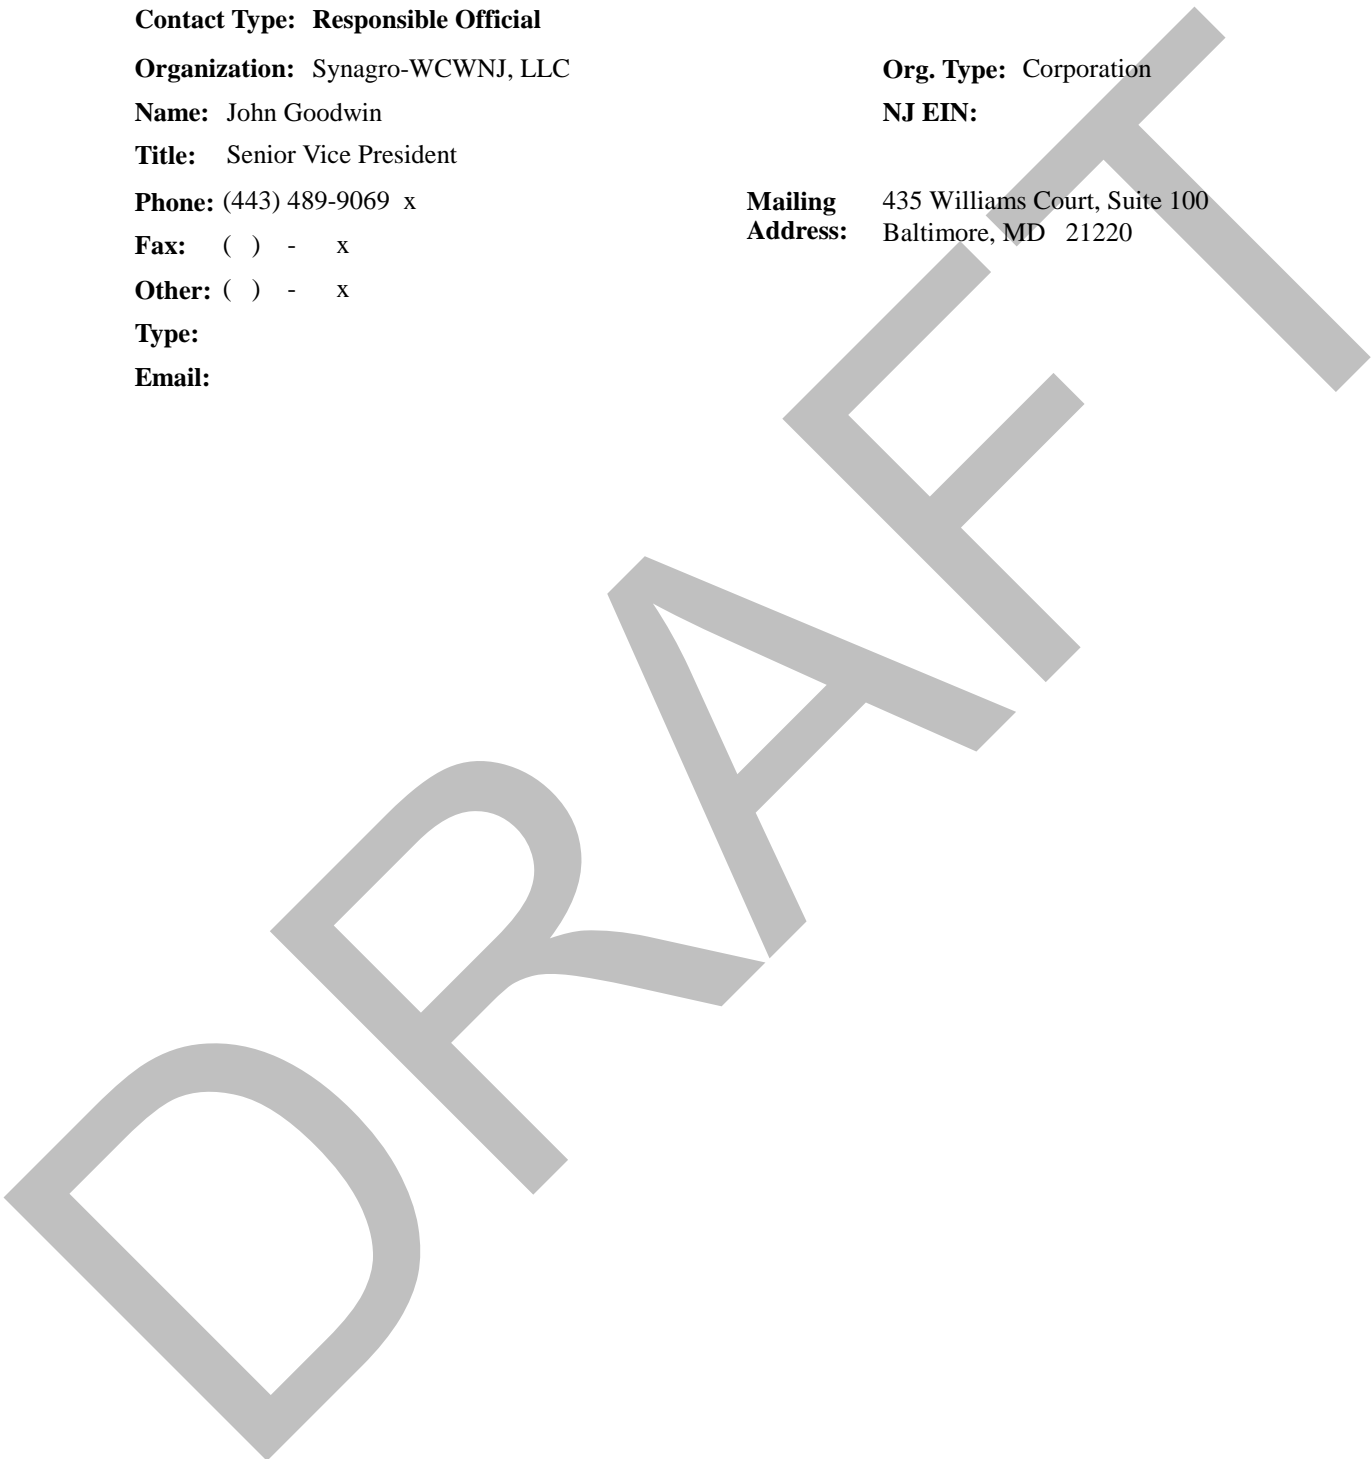 Contact Type: Responsible Official
Organization: Synagro-WCWNJ, LLC Org. Type: Corporation
Name: John Goodwin NJ EIN:
Title: Senior Vice President
Phone: (443) 489-9069 x Mailing Address: 435 Williams Court, Suite 100
Baltimore, MD 21220
Fax: ( ) - x
Other: ( ) - x
Type:
Email:
DRAFT